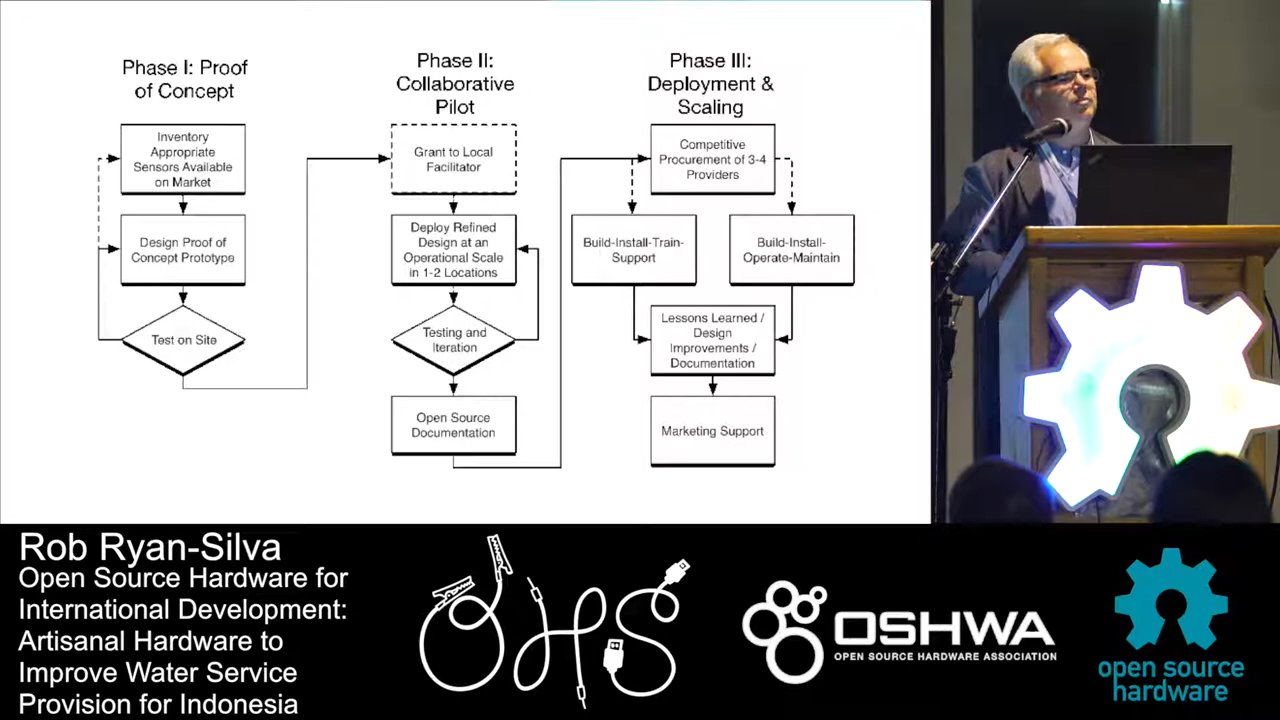 Phase I: Proof
of Concept
Inventory
Appropriate
Sensors Available
on Market
Design Proof of
Concept Prototype
Test on Site
Phase II:
Collaborative
Pilot
Grant to Local
Facilitator
Deploy Refined
Design at an
Operational Scale
in 1-2 Locations
Testing and
Iteration
Open Source
Documentation
Phase III:
Deployment &
Scaling
Competitive
Procurement of 3-4
Providers
Build-Install-Train-
Support
Build-Install-
Operate-Maintain
Lessons Learned /
Design
Improvements /
Documentation
Marketing Support
Rob Ryan-Silva
Open Source Hardware for
International Development:
Artisanal Hardware to
Improve Water Service
Provision for Indonesia
OHS
OSHWA
OPEN SOURCE HARDWARE ASSOCIATION
open source
hardware